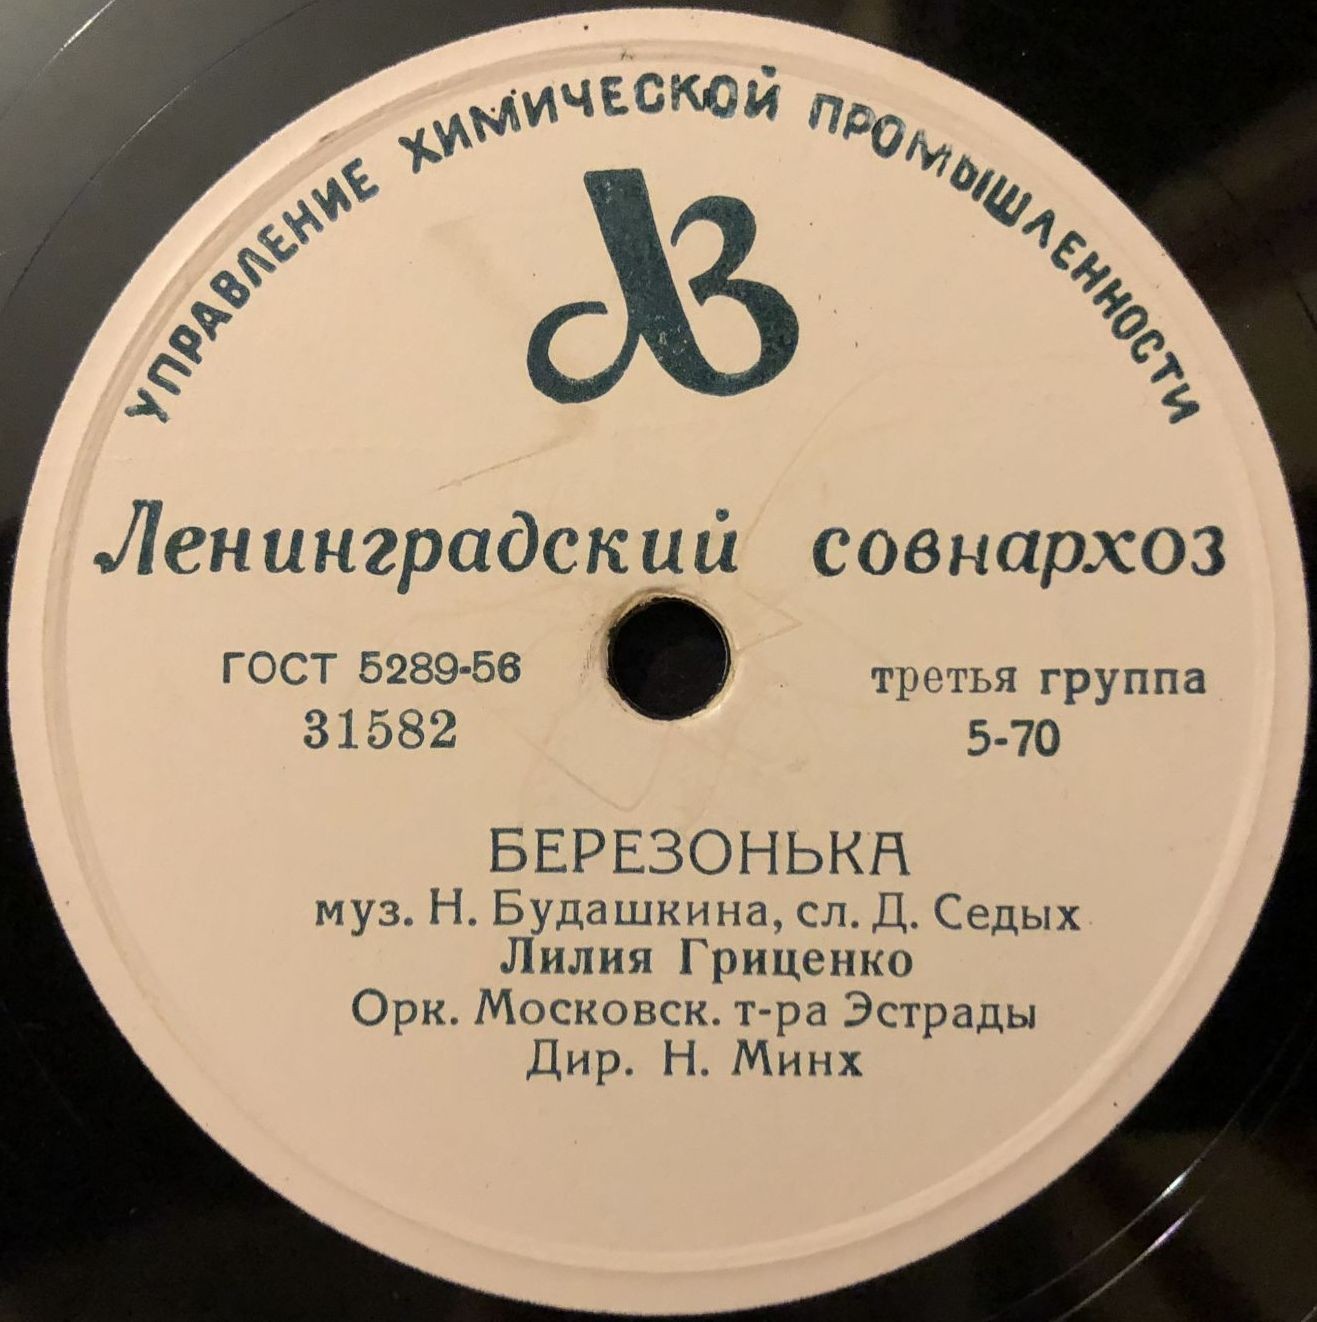 УПРАВЛЕНИЕ ХИМИЧЕСКОЙ ПРОМЫШЛЕННОСТИ
ЛЗ
Ленинградский совнархоз
ГОСТ 5289-56
31582
третья группа
5-70
БЕРЕЗОНЬКА
муз. Н. Будашкина, сл. Д. Седых
Лилия Гриценко
Орк. Московск. т-ра Эстрады
Дир. Н. Минх